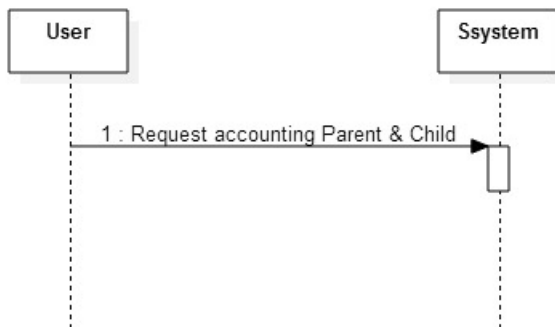 User
Ssystem
1 : Request accounting Parent & Child